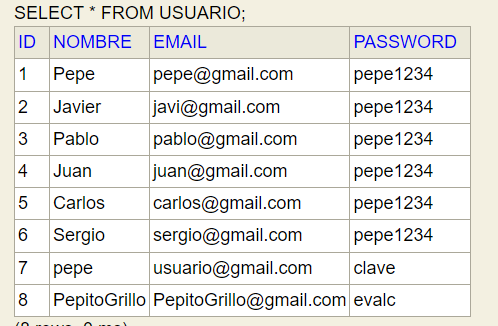 SELECT * FROM USUARIO;
ID NOMBRE EMAIL PASSWORD
1 Pepe pepe@gmail.com pepe1234
2 Javier javi@gmail.com pepe1234
3 Pablo pablo@gmail.com pepe1234
4 Juan juan@gmail.com pepe1234
5 Carlos carlos@gmail.com pepe1234
6 Sergio sergio@gmail.com pepe1234
7 pepe usuario@gmail.com clave
8 PepitoGrillo PepitoGrillo@gmail.com evalc